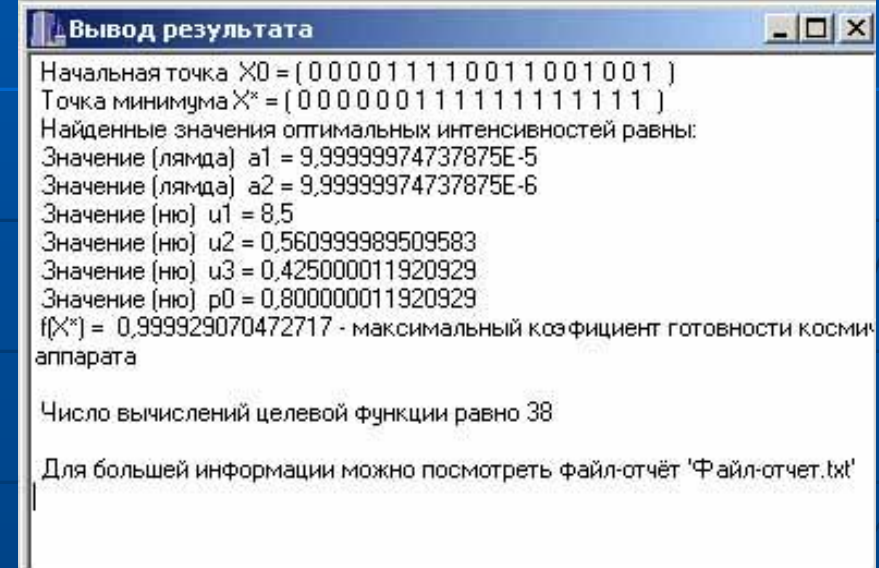 Вывод результата
Начальная точка X0 = ( 0 0 0 0 1 1 1 1 0 0 1 1 0 0 1 0 0 1 )
Точка минимума X* = ( 0 0 0 0 0 0 1 1 1 1 1 1 1 1 1 1 1 1 )
Найденные значения оптимальных интенсивностей равны:
Значение (лямда) a1 = 9,99999974737875E-5
Значение (лямда) a2 = 9,99999974737875E-6
Значение (ню) u1 = 8,5
Значение (ню) u2 = 0,560999989509583
Значение (ню) u3 = 0,425000011920929
Значение (ню) p0 = 0,800000011920929
f(X*) = 0,999929070472717 - максимальный коэфициент готовности косми
аппарата
Число вычислений целевой функции равно 38
Для большей информации можно посмотреть файл-отчёт 'Файл-отчет.txt'